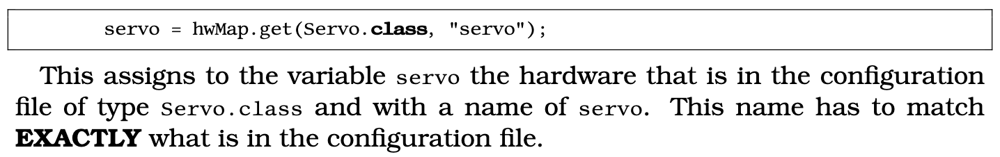 servo = hwMap.get(Servo.class, "servo");
This assigns to the variable servo the hardware that is in the configuration
file of type Servo.class and with a name of servo. This name has to match
EXACTLY what is in the configuration file.